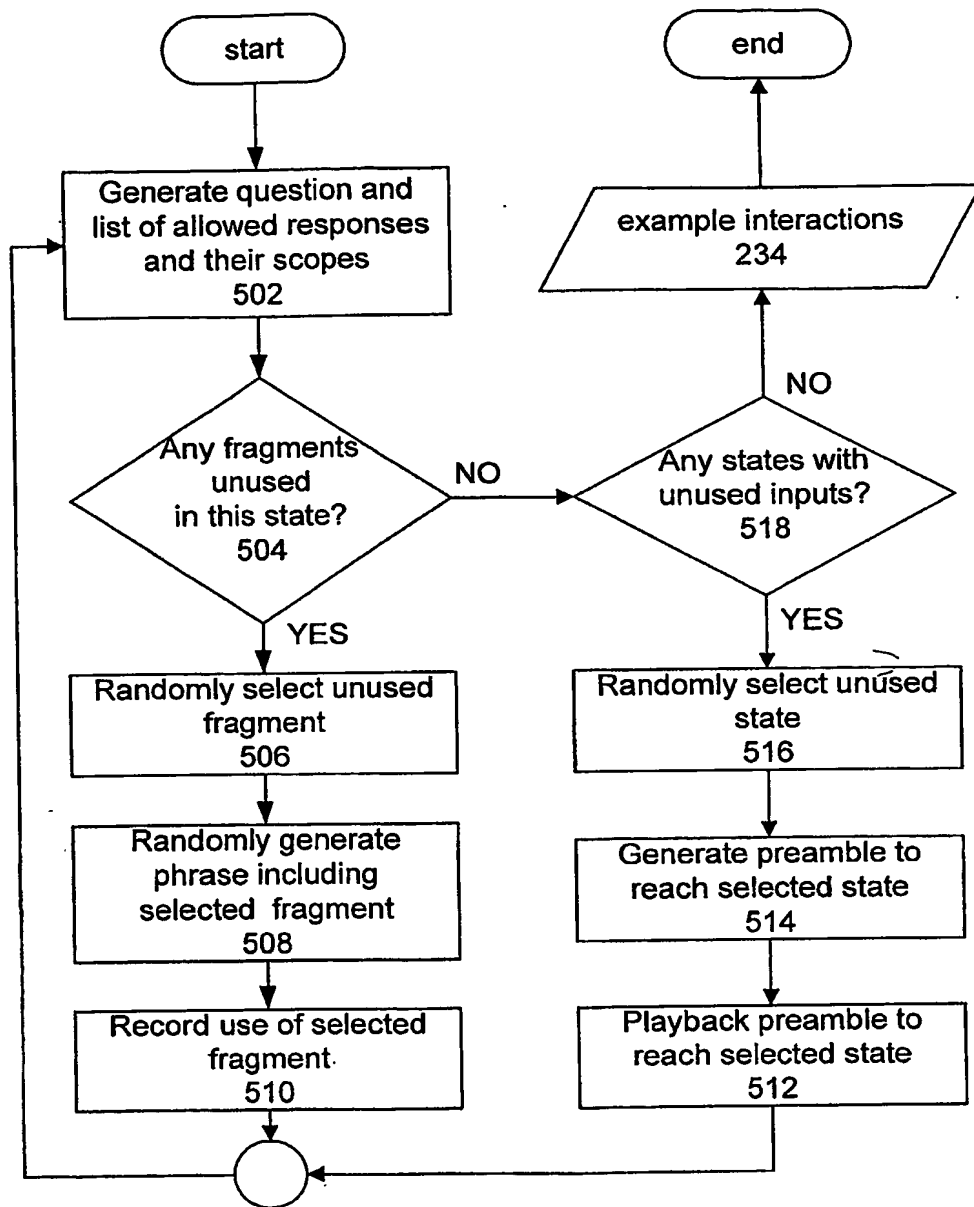 start
Generate question and
list of allowed responses
and their scopes
502
Any fragments
unused
in this state?
504
NO
YES
Randomly select unused
fragment
506
Randomly generate
phrase including
selected fragment
508
Record use of selected
fragment
510
end
example interactions
234
NO
Any states with
unused inputs?
518
YES
Randomly select unused
state
516
Generate preamble to
reach selected state
514
Playback preamble to
reach selected state
512